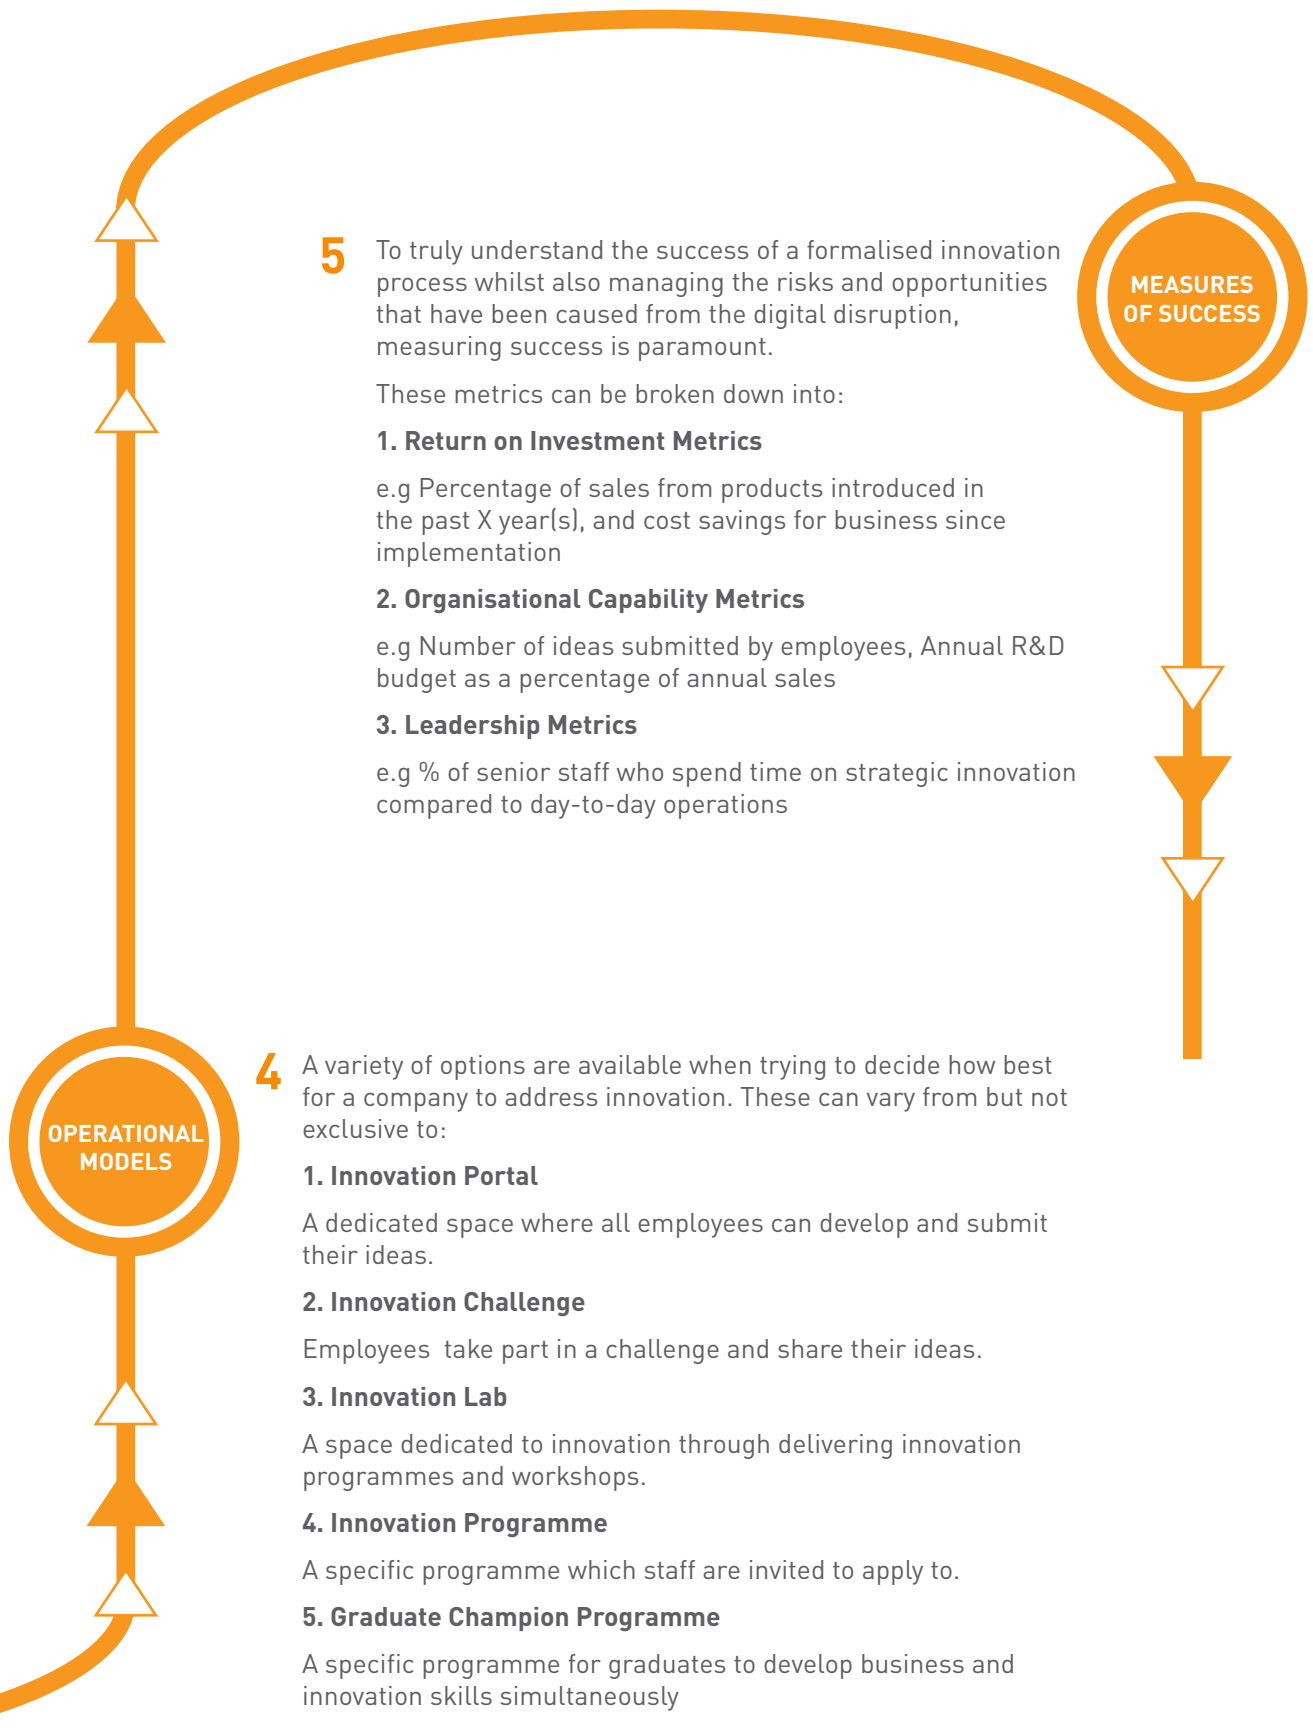 5
To truly understand the success of a formalised innovation
process whilst also managing the risks and opportunities
that have been caused from the digital disruption,
measuring success is paramount.
These metrics can be broken down into:
1. Return on Investment Metrics
e.g Percentage of sales from products introduced in
the past X year(s), and cost savings for business since
implementation
2. Organisational Capability Metrics
e.g Number of ideas submitted by employees, Annual R&D
budget as a percentage of annual sales
3. Leadership Metrics
e.g % of senior staff who spend time on strategic innovation
compared to day-to-day operations
MEASURES
OF SUCCESS
OPERATIONAL
MODELS
4
A variety of options are available when trying to decide how best
for a company to address innovation. These can vary from but not
exclusive to:
1. Innovation Portal
A dedicated space where all employees can develop and submit
their ideas.
2. Innovation Challenge
Employees  take part in a challenge and share their ideas.
3. Innovation Lab
A space dedicated to innovation through delivering innovation
programmes and workshops.
4. Innovation Programme
A specific programme which staff are invited to apply to.
5. Graduate Champion Programme
A specific programme for graduates to develop business and
innovation skills simultaneously